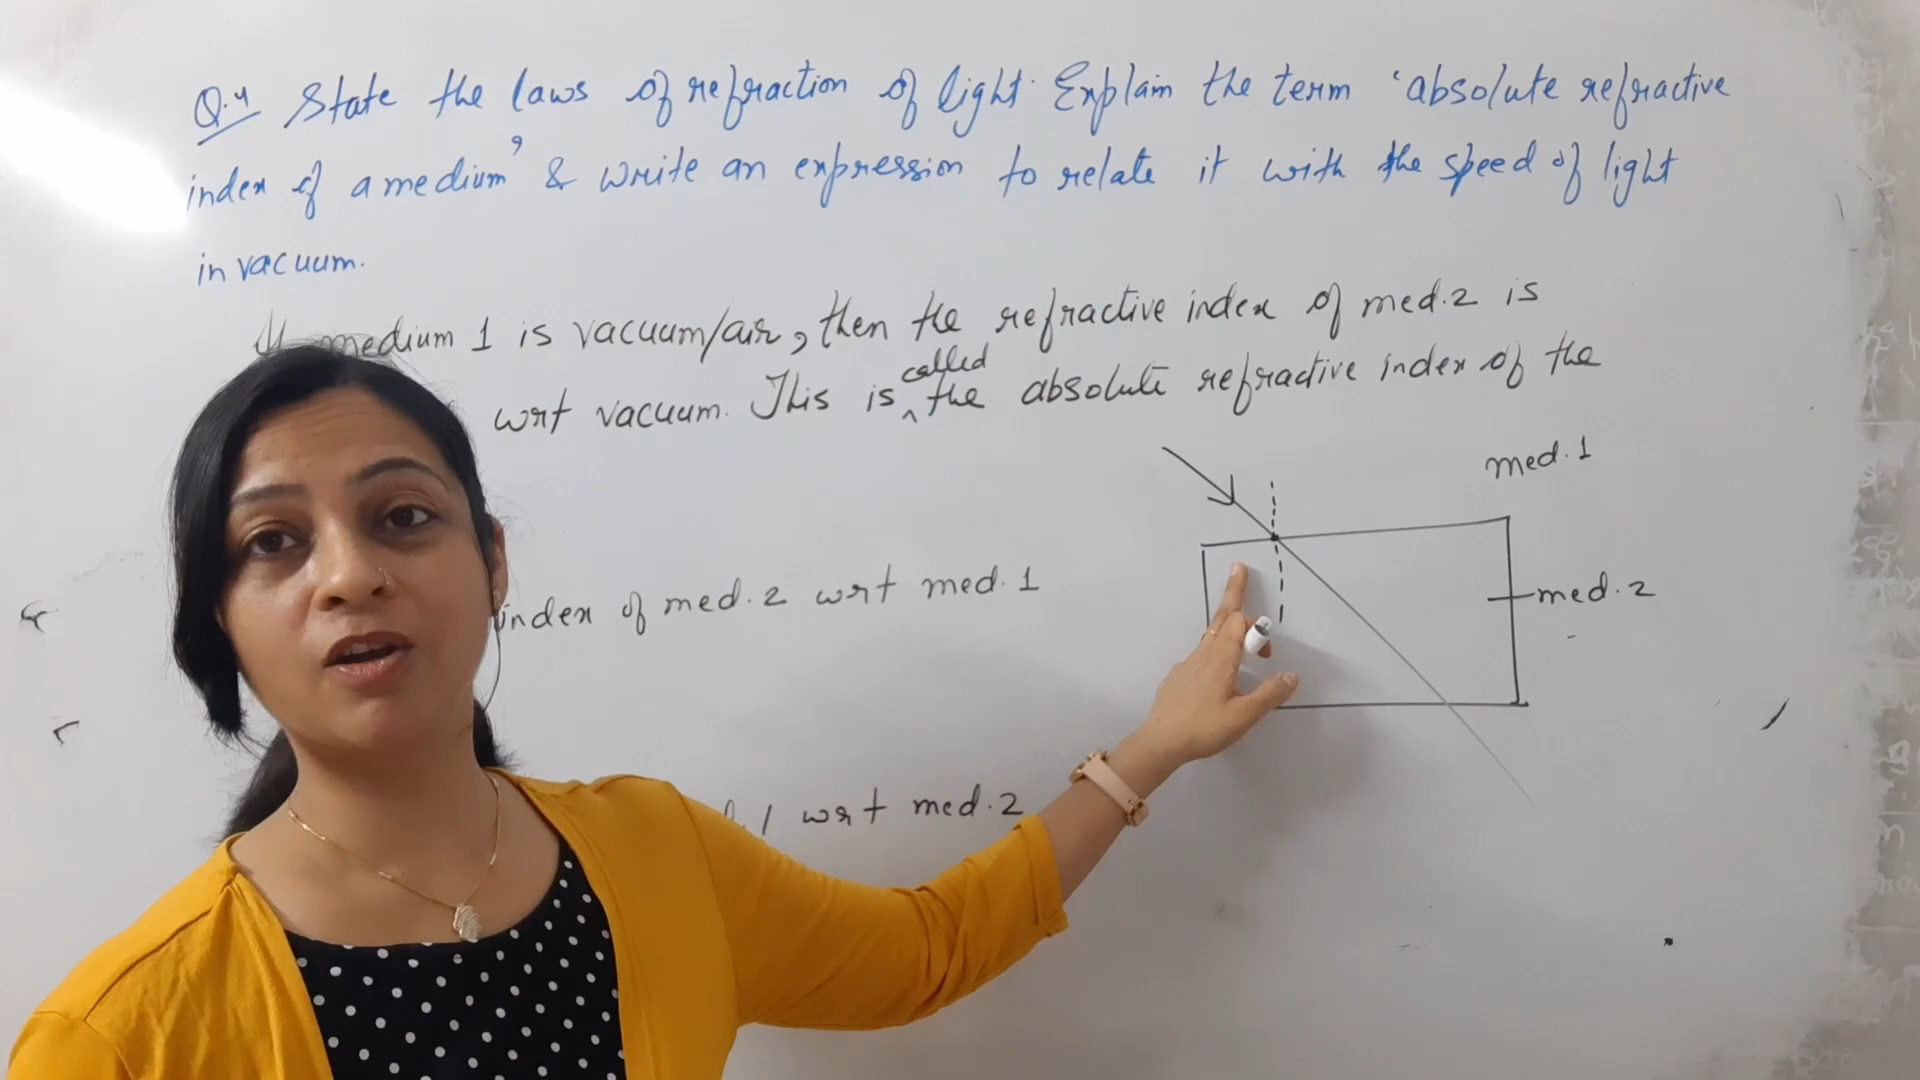 Q.4 State the laws of refraction of light. Explain the term 'absolute refractive
index of a medium' & write an expression to relate it with the speed of light
in vacuum.
medium 1 is vacuum/air, then the refractive index of med.2 is
wrt vacuum. This is called the absolute refractive index of the
med.1
index of med.2 wrt med.1
med.2
1 wrt med.2